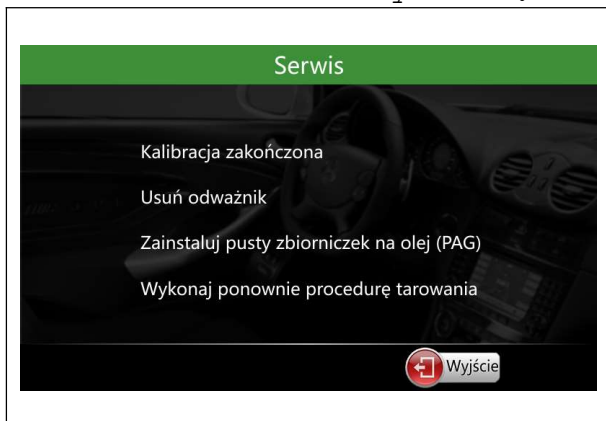 Serwis
Kalibracja zakończona
Usuń odważnik
Zainstaluj pusty zbiorniczek na olej (PAG)
Wykonaj ponownie procedurę tarowania
Wyjście